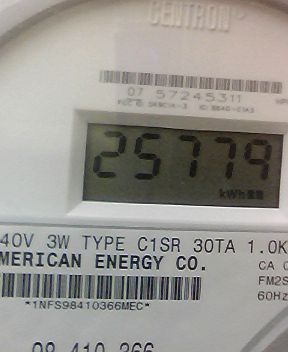 CENTRON
07 57245311
25779
kWh
40V 3W TYPE C1SR 30TA 1.0K
MERICAN ENERGY CO.
CA 0
FM2S
*1NFS98410366MEC*
60Hz
98 410 366